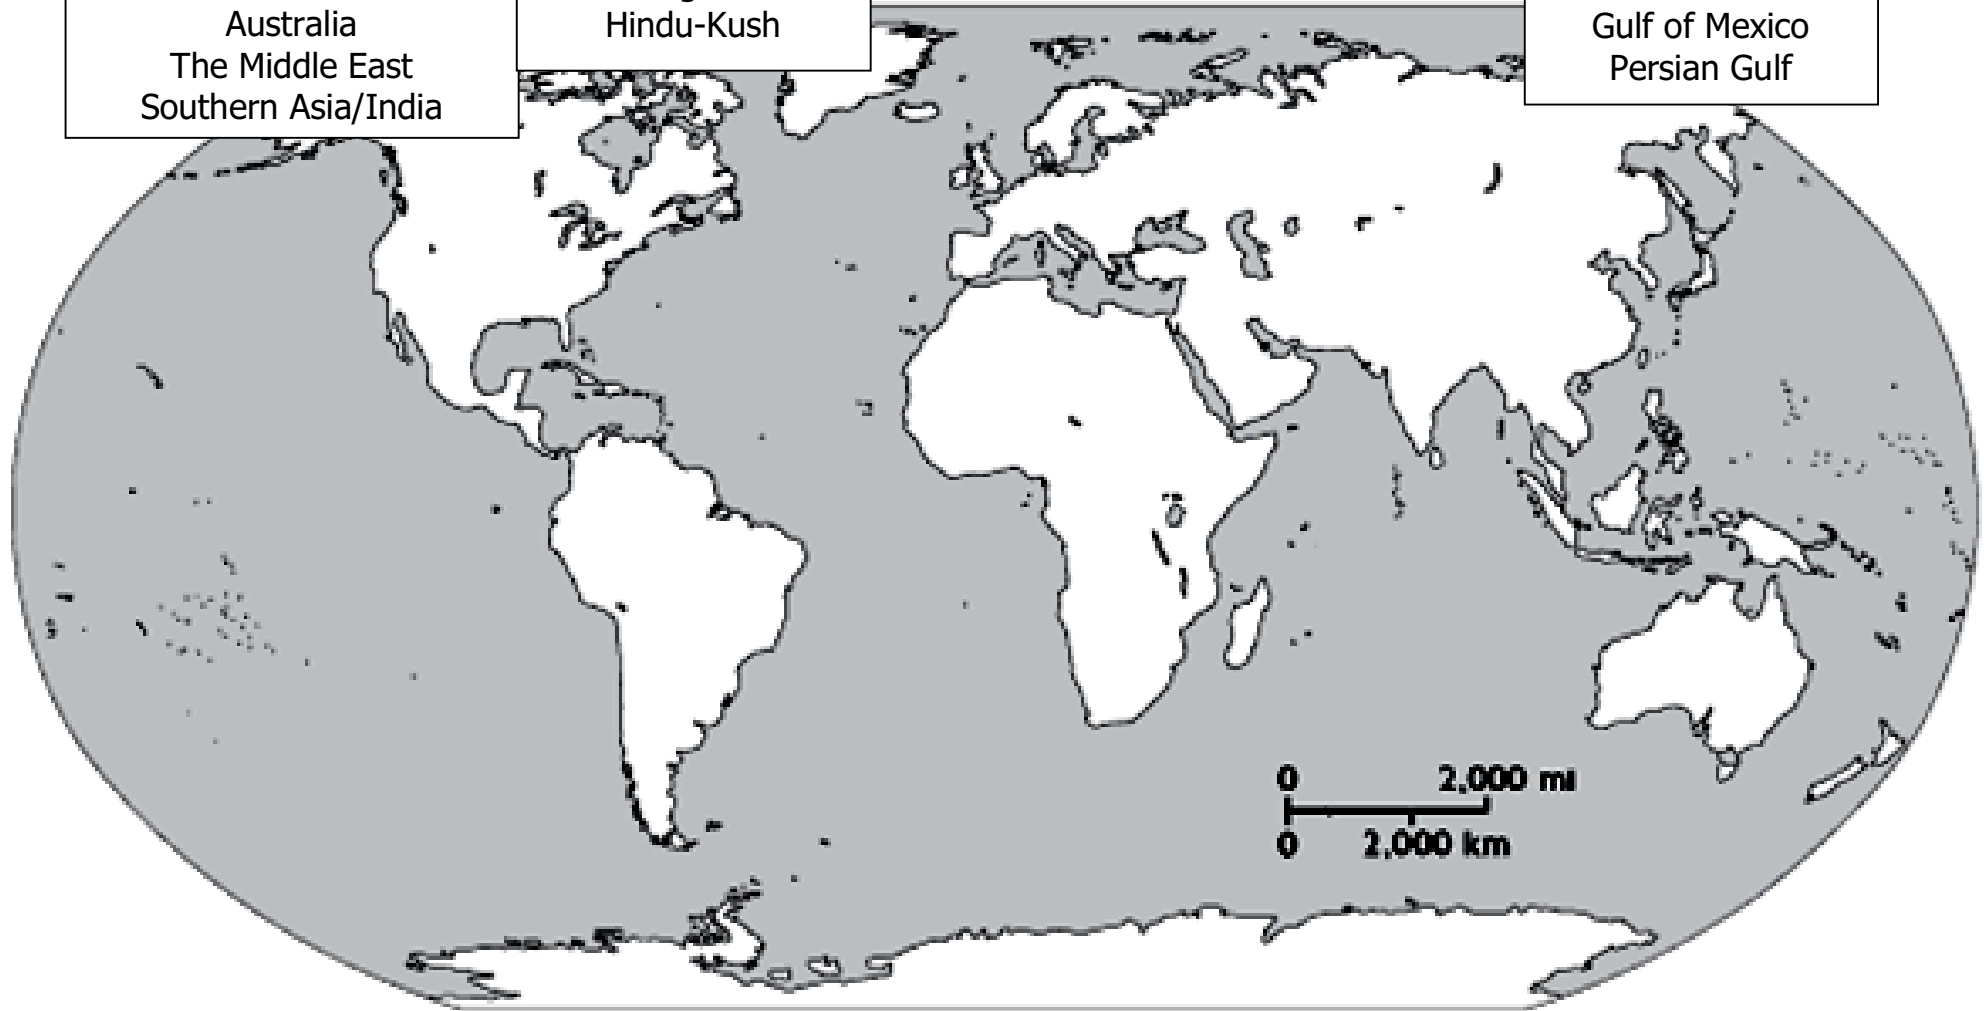 Australia
The Middle East
Southern Asia/India
Hindu-Kush
Gulf of Mexico
Persian Gulf
0 2,000 mi
0 2,000 km